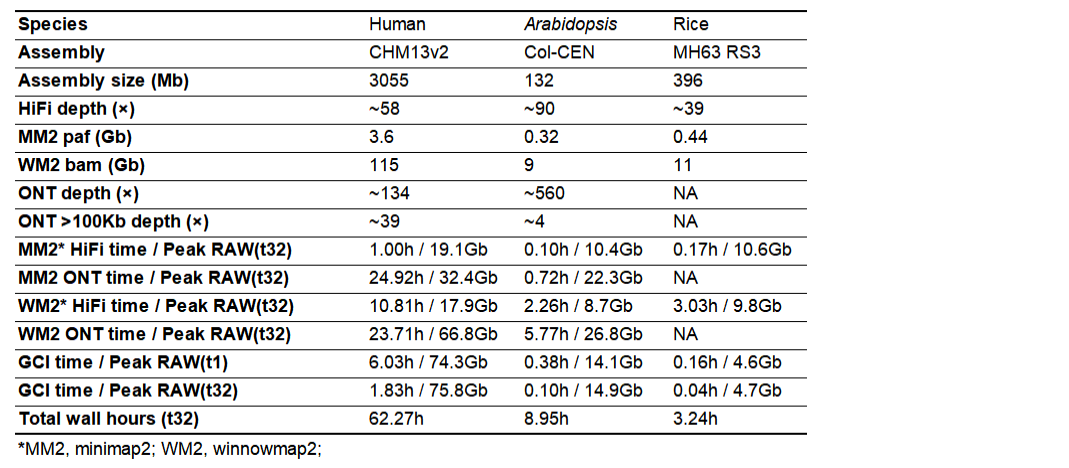 Species Human Arabidopsis Rice
Assembly CHM13v2 Col-CEN MH63 RS3
Assembly size (Mb) 3055 132 396
HiFi depth (×) ~58 ~90 ~39
MM2 paf (Gb) 3.6 0.32 0.44
WM2 bam (Gb) 115 9 11
ONT depth (×) ~134 ~560 NA
ONT >100Kb depth (×) ~39 ~4 NA
MM2* HiFi time / Peak RAW(t32) 1.00h / 19.1Gb 0.10h / 10.4Gb 0.17h / 10.6Gb
MM2 ONT time / Peak RAW(t32) 24.92h / 32.4Gb 0.72h / 22.3Gb NA
WM2* HiFi time / Peak RAW(t32) 10.81h / 17.9Gb 2.26h / 8.7Gb 3.03h / 9.8Gb
WM2 ONT time / Peak RAW(t32) 23.71h / 66.8Gb 5.77h / 26.8Gb NA
GCI time / Peak RAW(t1) 6.03h / 74.3Gb 0.38h / 14.1Gb 0.16h / 4.6Gb
GCI time / Peak RAW(t32) 1.83h / 75.8Gb 0.10h / 14.9Gb 0.04h / 4.7Gb
Total wall hours (t32) 62.27h 8.95h 3.24h
*MM2, minimap2; WM2, winnowmap2;